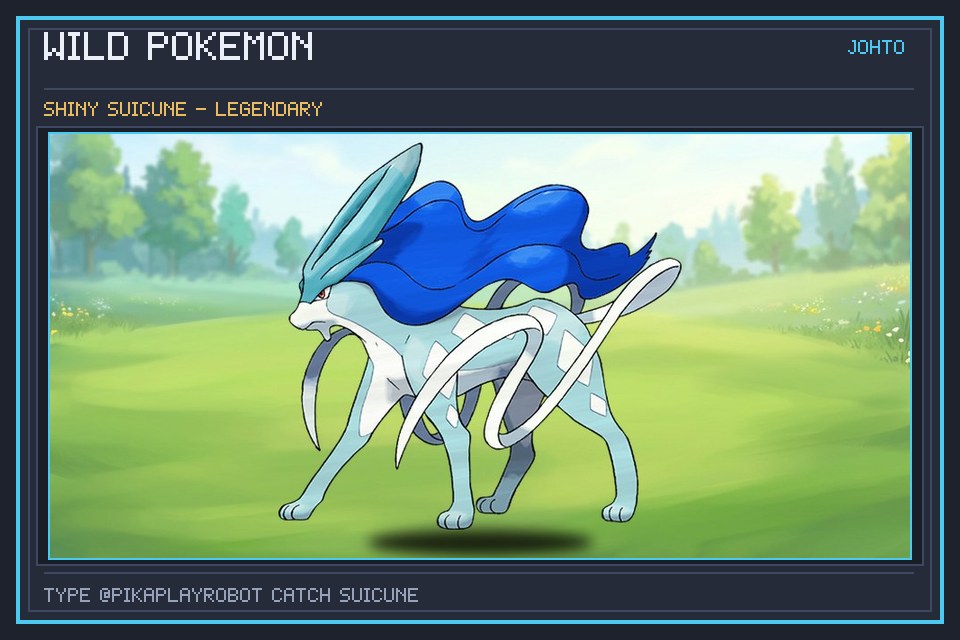 WILD POKEMON
JOHTO
SHINY SUICUNE - LEGENDARY
TYPE @PIKAPLAYROBOT CATCH SUICUNE